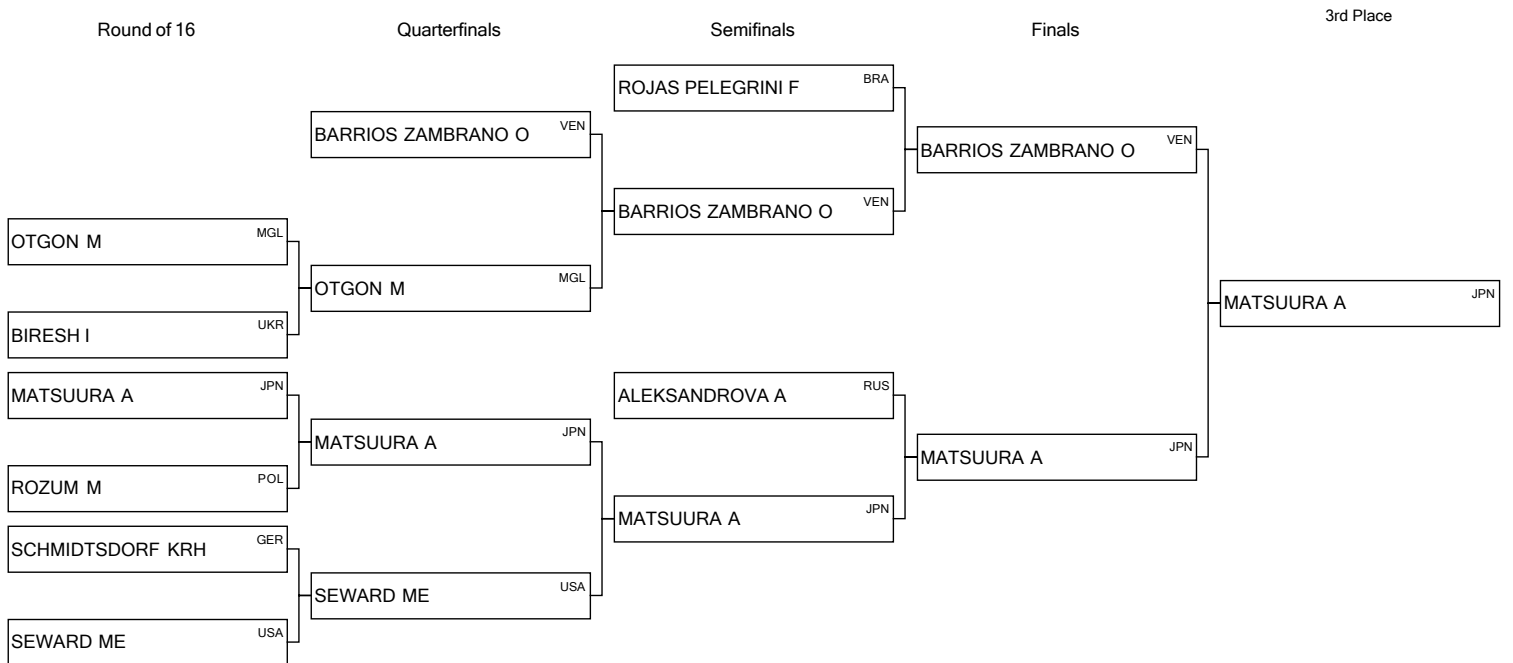 3rd Place
Round of 16 Quarterfinals Semifinals Finals
ROJAS PELEGRINI F BRA
BARRIOS ZAMBRANO O VEN
BARRIOS ZAMBRANO O VEN
BARRIOS ZAMBRANO O VEN
OTGON M MGL
OTGON M MGL
MATSUURA A JPN
BIRESH I UKR
MATSUURA A JPN
ALEKSANDROVA A RUS
MATSUURA A JPN
MATSUURA A JPN
ROZUM M POL
MATSUURA A JPN
SCHMIDTSDORF KRH GER
SEWARD ME USA
SEWARD ME USA